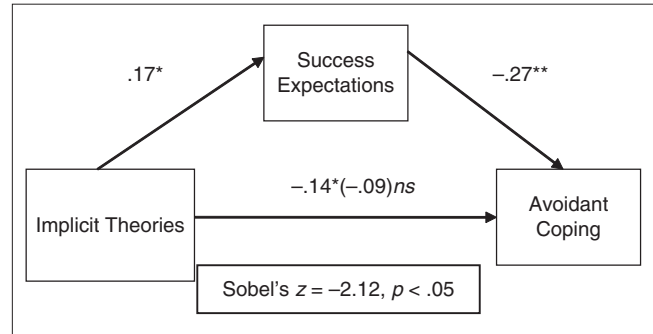 Success
Expectations
.17*
–.27**
–.14*(–.09)ns
Implicit Theories
Avoidant
Coping
Sobel's z = –2.12, p < .05